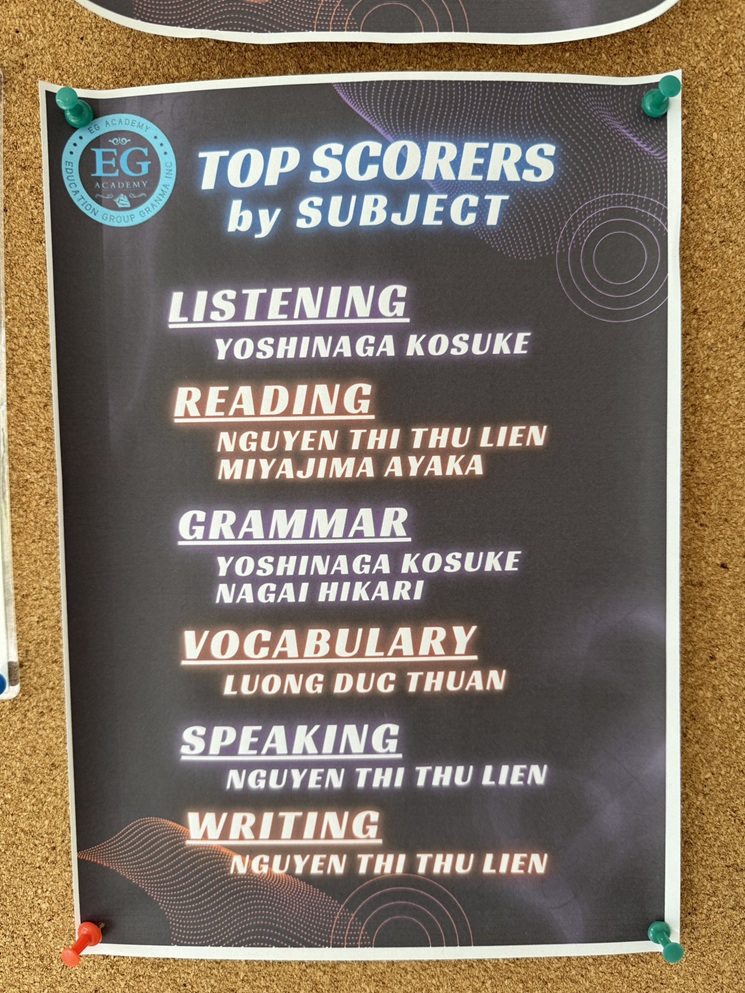 EG ACADEMY
EG
ACADEMY
EDUCATION GROUP GRANMA INC
TOP SCORERS
by SUBJECT
LISTENING
YOSHINAGA KOSUKE
READING
NGUYEN THI THU LIEN
MIYAJIMA AYAKA
GRAMMAR
YOSHINAGA KOSUKE
NAGAI HIKARI
VOCABULARY
LUONG DUC THUAN
SPEAKING
NGUYEN THI THU LIEN
WRITING
NGUYEN THI THU LIEN